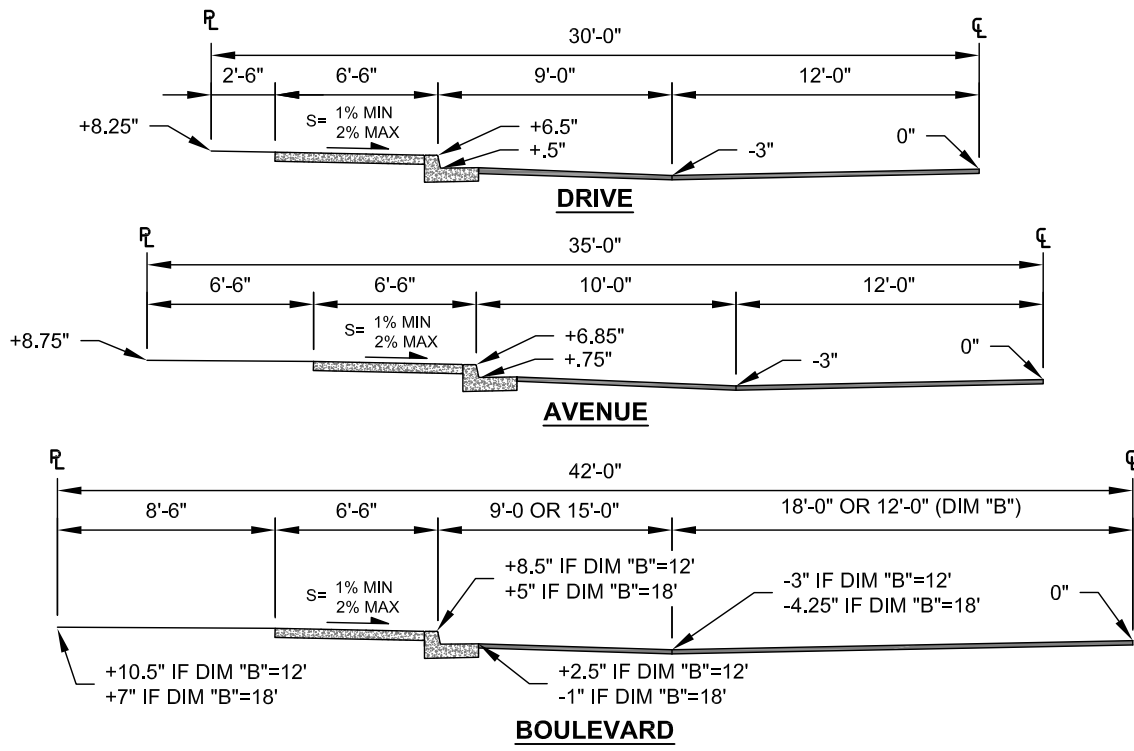 PL
CL
30'-0"
2'-6"
6'-6"
9'-0"
12'-0"
+8.25"
S= 1% MIN
2% MAX
+6.5"
+.5"
-3"
0"
DRIVE
PL
CL
35'-0"
6'-6"
6'-6"
10'-0"
12'-0"
+8.75"
S= 1% MIN
2% MAX
+6.85"
+.75"
-3"
0"
AVENUE
PL
CL
42'-0"
8'-6"
6'-6"
9'-0 OR 15'-0"
18'-0" OR 12'-0" (DIM "B")
S= 1% MIN
2% MAX
+8.5" IF DIM "B"=12'
+5" IF DIM "B"=18'
-3" IF DIM "B"=12'
-4.25" IF DIM "B"=18'
0"
+10.5" IF DIM "B"=12'
+7" IF DIM "B"=18'
+2.5" IF DIM "B"=12'
-1" IF DIM "B"=18'
BOULEVARD